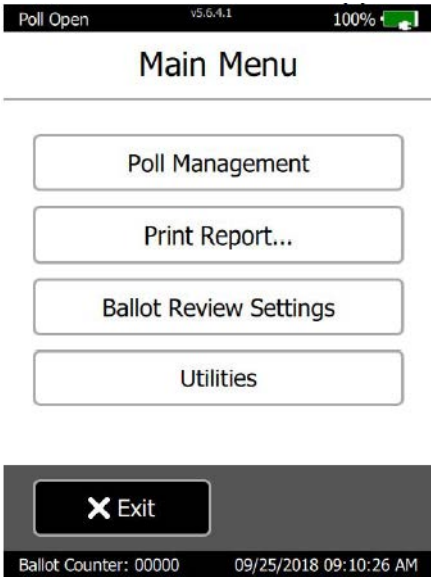 Poll Open v5.6.4.1 100%
Main Menu
Poll Management
Print Report...
Ballot Review Settings
Utilities
Exit
Ballot Counter: 00000 09/25/2018 09:10:26 AM